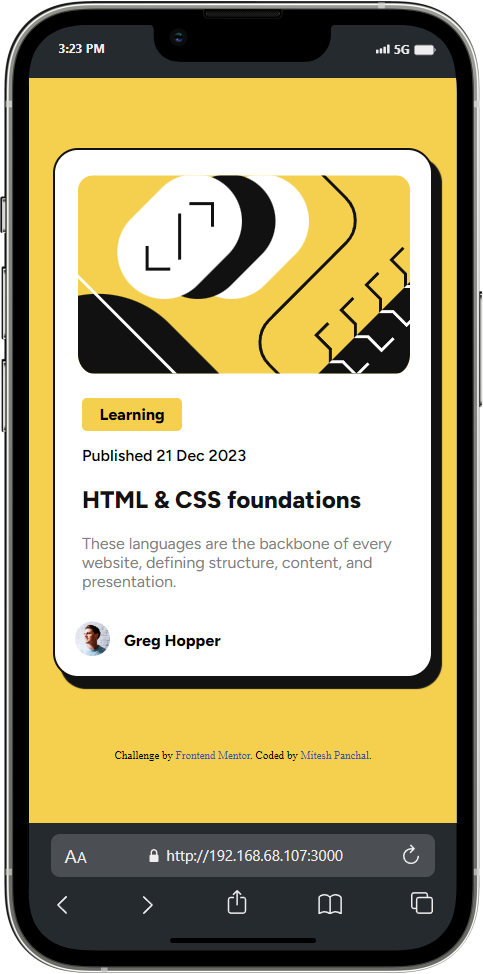 3:23 PM 5G
Learning
Published 21 Dec 2023
HTML & CSS foundations
These languages are the backbone of every
website, defining structure, content, and
presentation.
Greg Hopper
Challenge by Frontend Mentor. Coded by Mitesh Panchal.
AA http://192.168.68.107:3000